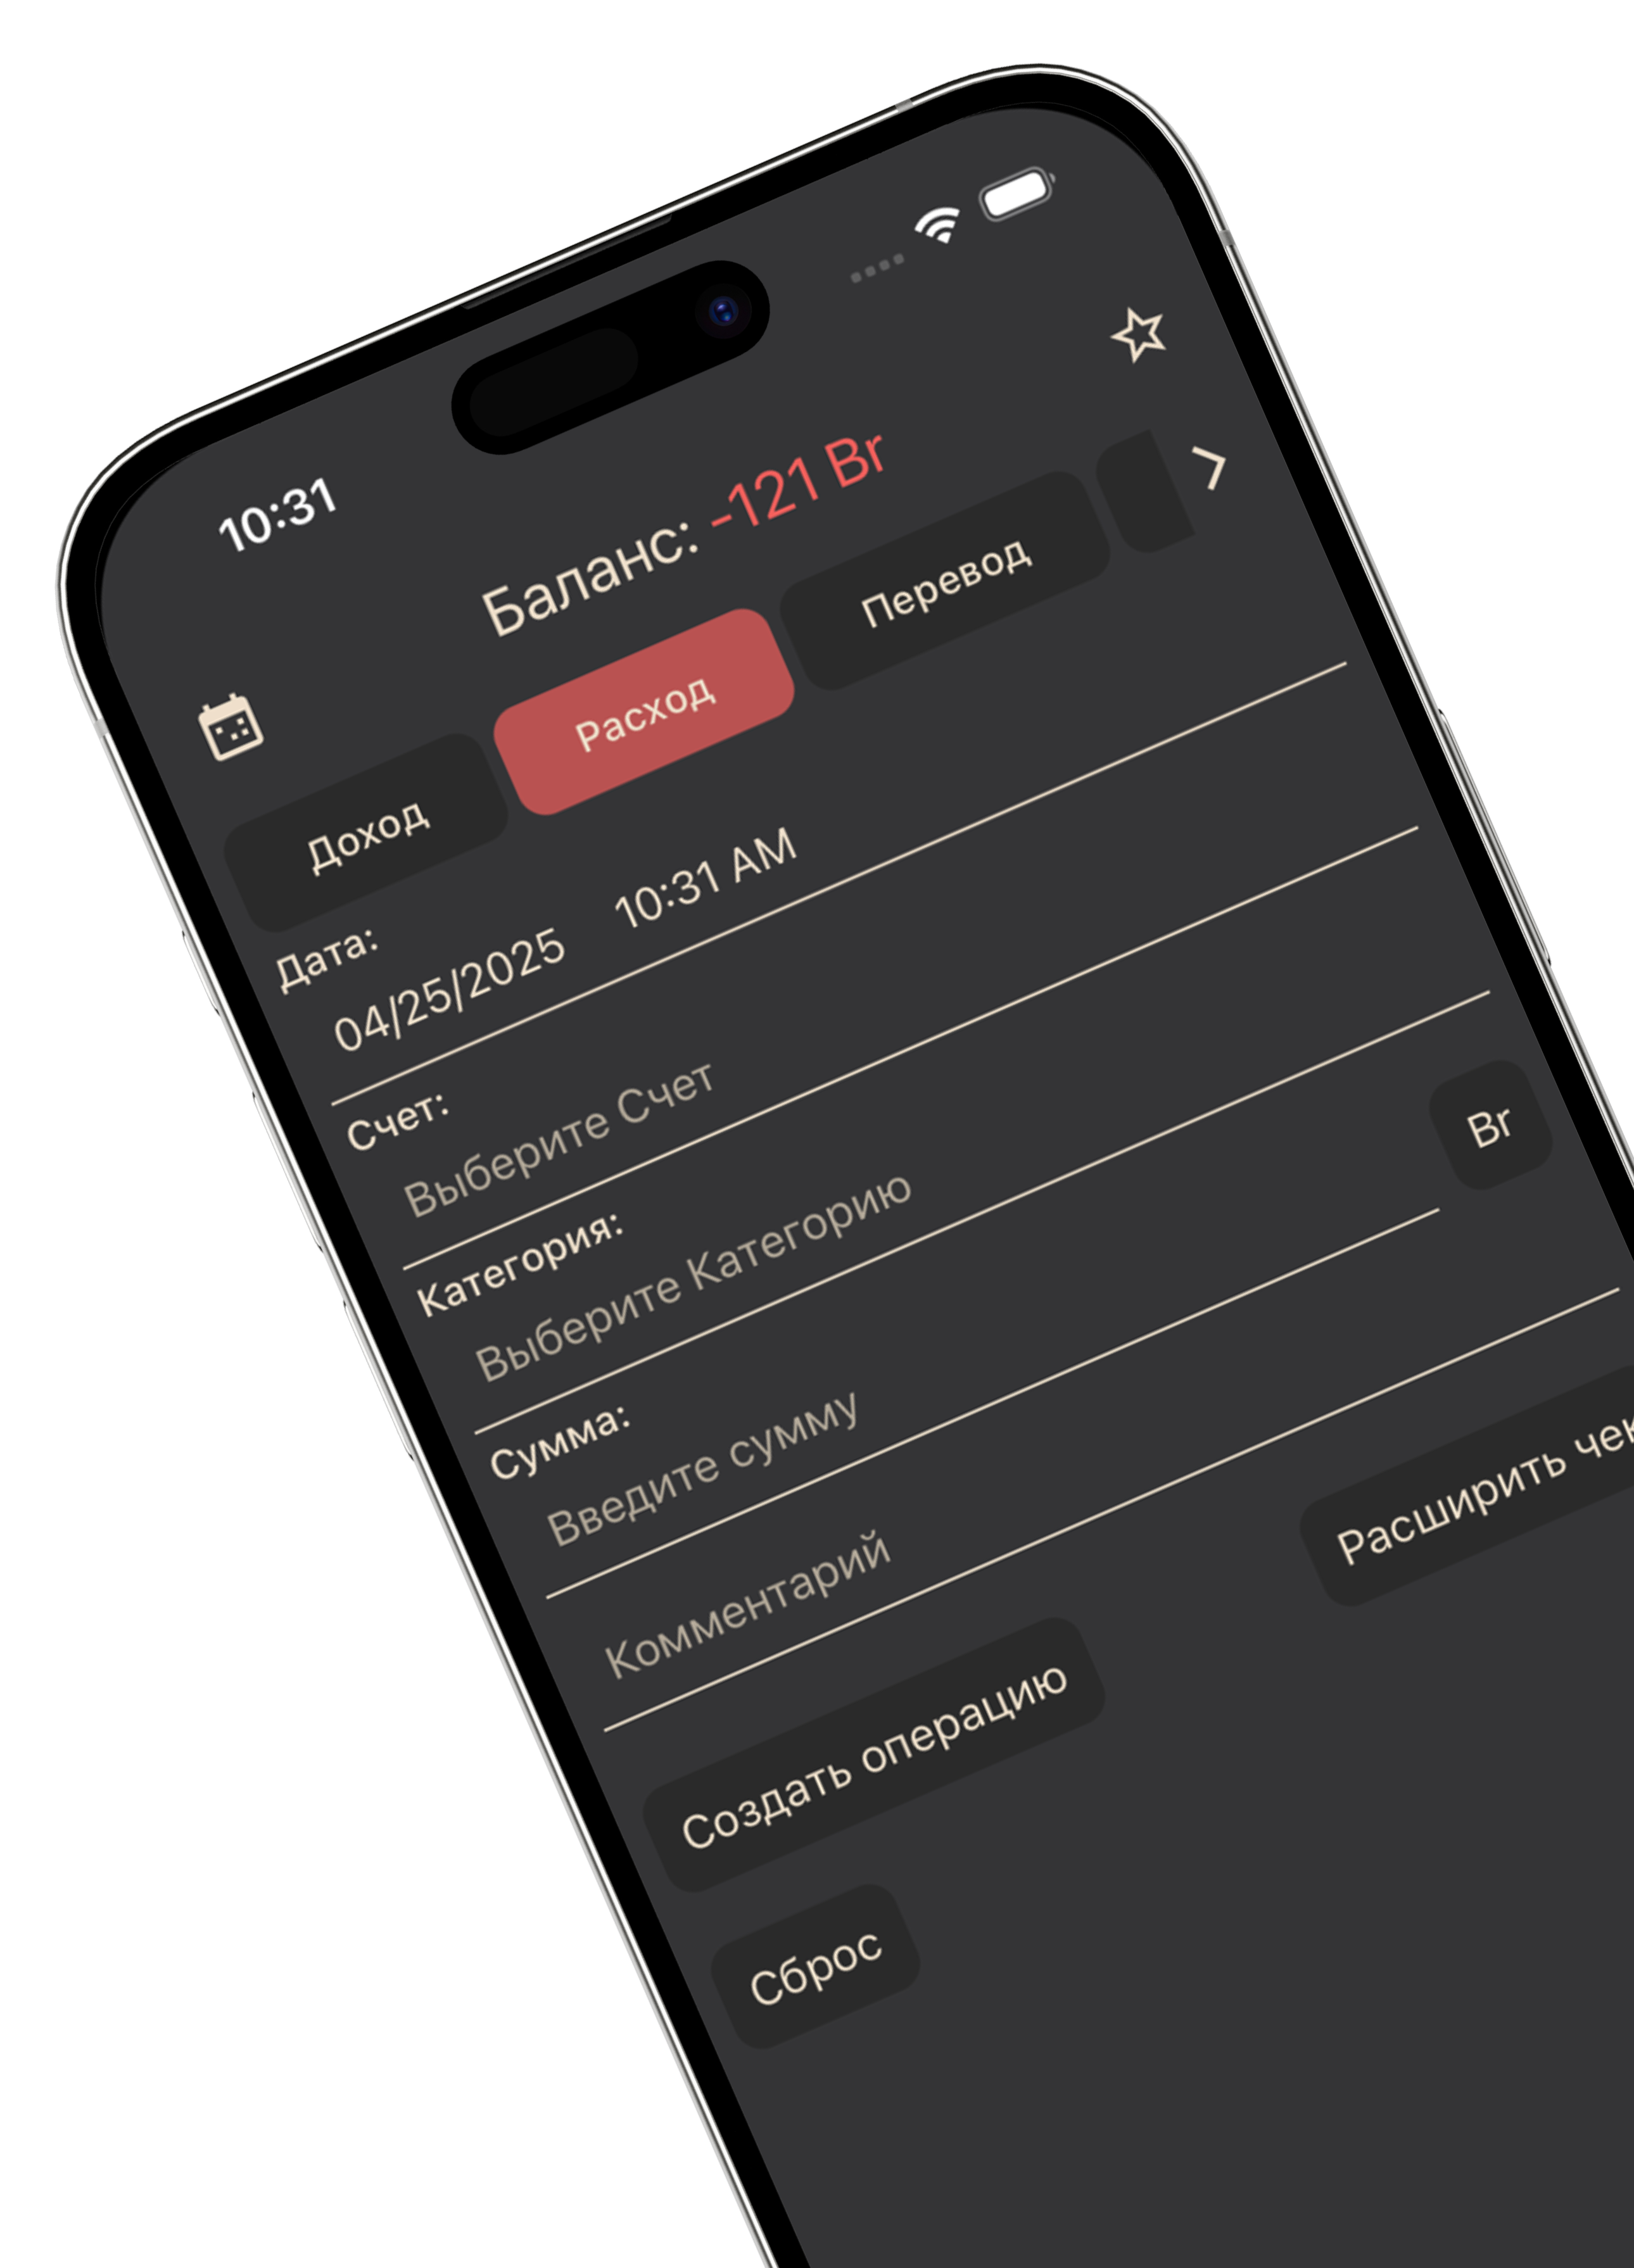 10:31
Баланс: -121 Br
Доход
Расход
Перевод
Дата:
04/25/2025 10:31 AM
Счет:
Выберите Счет
Категория:
Выберите Категорию
Сумма:
Введите сумму
Br
Комментарий
Создать операцию
Расширить чек
Сброс